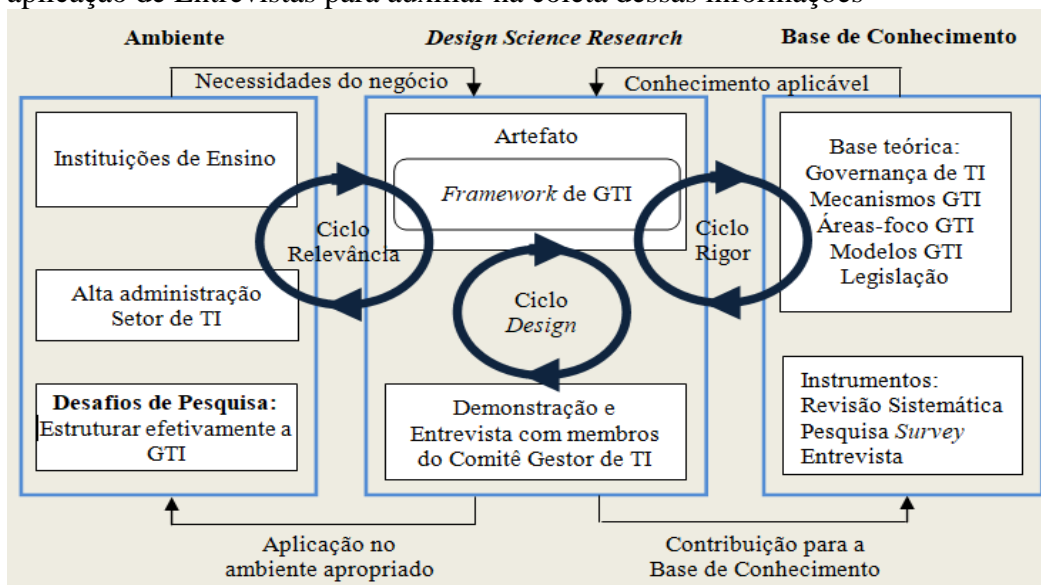 aplicação de Entrevistas para auxiliar na coleta dessas informações
Ambiente
Design Science Research
Base de Conhecimento
Necessidades do negócio
Conhecimento aplicável
Instituições de Ensino
Alta administração
Setor de TI
Desafios de Pesquisa:
Estruturar efetivamente a
GTI
Ciclo
Relevância
Artefato
Framework de GTI
Ciclo
Design
Demonstração e
Entrevista com membros
do Comitê Gestor de TI
Ciclo
Rigor
Base teórica:
Governança de TI
Mecanismos GTI
Áreas-foco GTI
Modelos GTI
Legislação
Instrumentos:
Revisão Sistemática
Pesquisa Survey
Entrevista
Aplicação no
ambiente apropriado
Contribuição para a
Base de Conhecimento